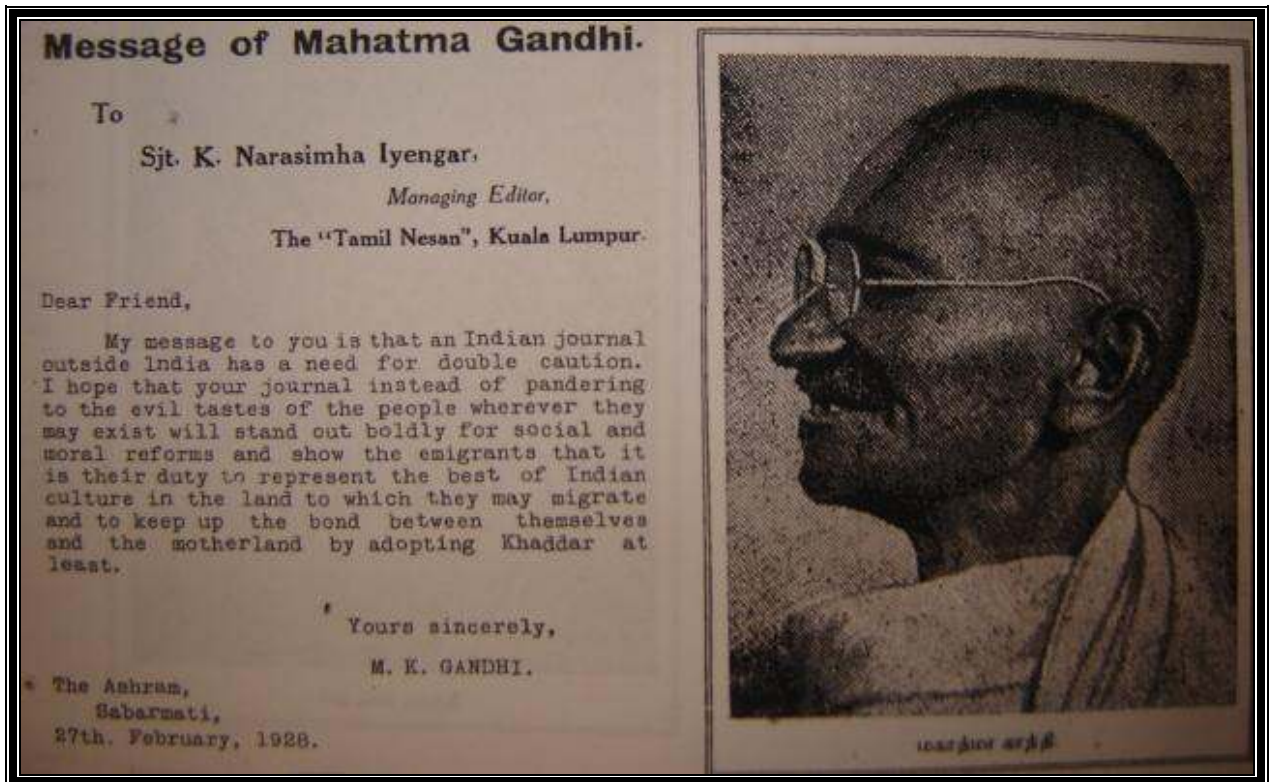 Message of Mahatma Gandhi.
To
Sjt. K. Narasimha Iyengar,
Managing Editor,
The "Tamil Nesan", Kuala Lumpur.
Dear Friend,
My message to you is that an Indian journal
outside India has a need for double caution.
I hope that your journal instead of pandering
to the evil tastes of the people wherever they
may exist will stand out boldly for social and
moral reforms and show the emigrants that it
is their duty to represent the best of Indian
culture in the land to which they may migrate
and to keep up the bond between themselves
and the motherland by adopting Khaddar at
least.
Yours sincerely,
M. K. GANDHI.
The Ashram,
Sabarmati,
27th. February, 1928.
மகாத்மா காந்தி